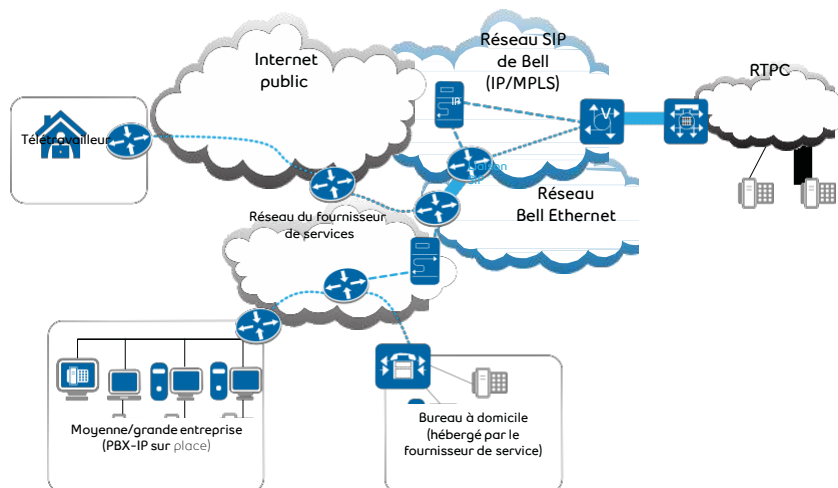 Internet
public
Réseau SIP
de Bell
(IP/MPLS)
RTPC
IP
V
Télétravailleur
Réseau
Bell Ethernet
Réseau du fournisseur
de services
Moyenne/grande entreprise
(PBX-IP sur place)
Bureau à domicile
(hébergé par le
fournisseur de service)